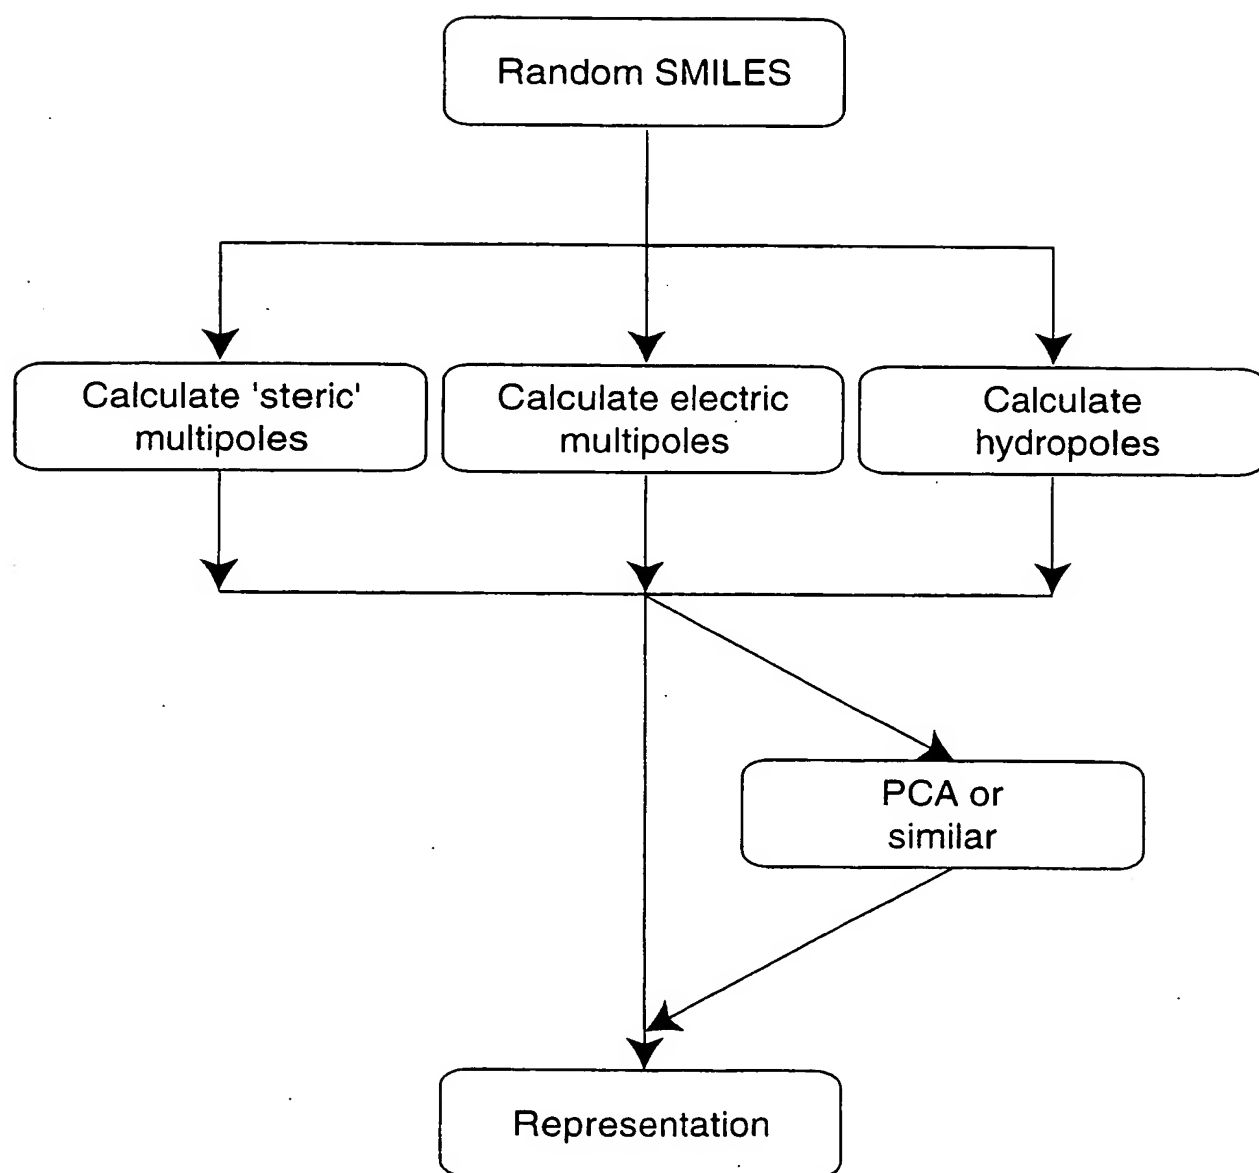 Random SMILES
Calculate 'steric'
multipoles
Calculate electric
multipoles
Calculate
hydropoles
PCA or
similar
Representation